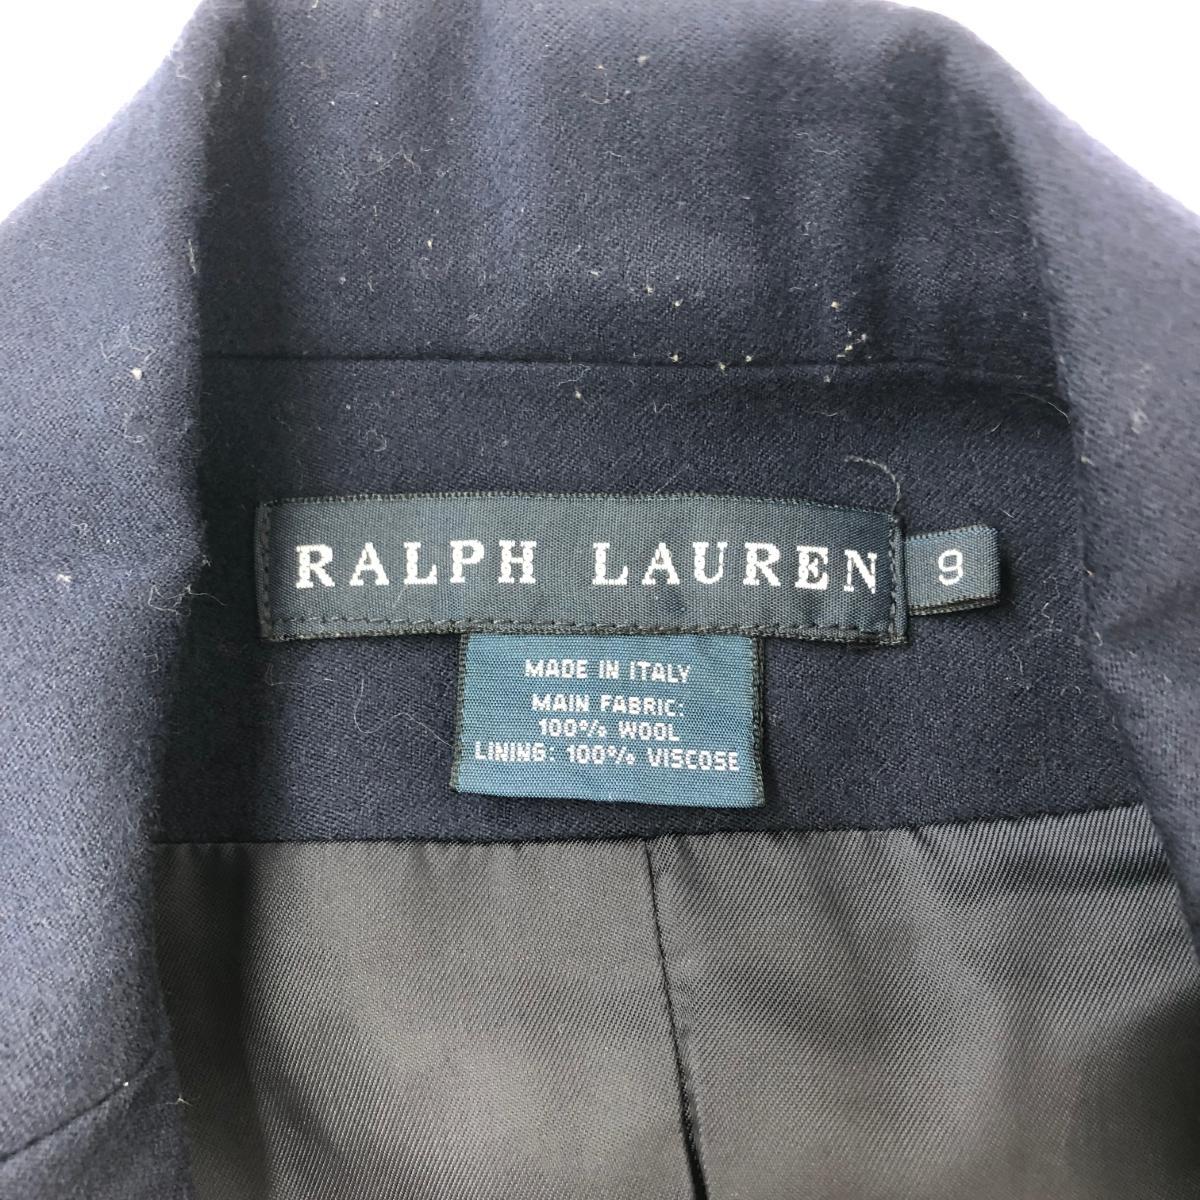 RALPH LAUREN 9
MADE IN ITALY
MAIN FABRIC:
100% WOOL
LINING: 100% VISCOSE